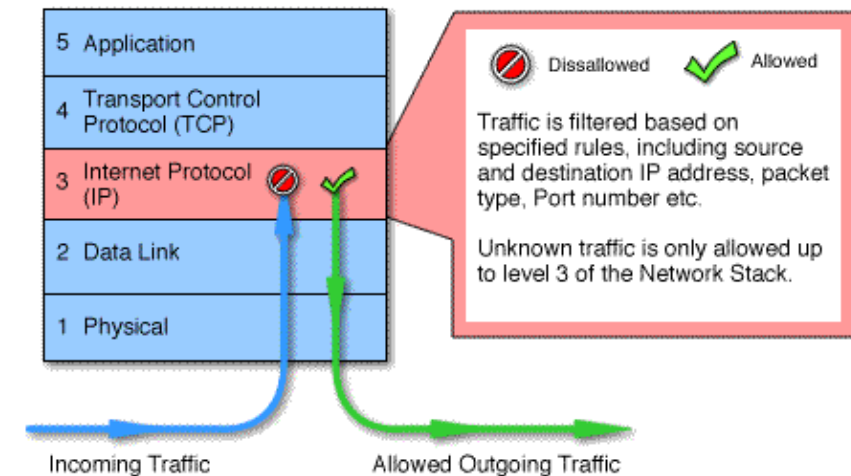 5 Application
4 Transport Control
Protocol (TCP)
3 Internet Protocol
(IP)
2 Data Link
1 Physical
Incoming Traffic
Allowed Outgoing Traffic
Dissallowed
Allowed
Traffic is filtered based on
specified rules, including source
and destination IP address, packet
type, Port number etc.
Unknown traffic is only allowed up
to level 3 of the Network Stack.